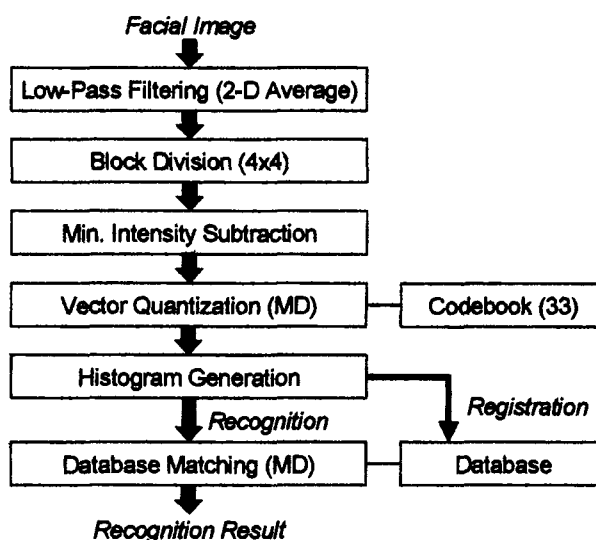 Facial Image
Low-Pass Filtering (2-D Average)
Block Division (4x4)
Min. Intensity Subtraction
Vector Quantization (MD)
Codebook (33)
Histogram Generation
Recognition
Registration
Database Matching (MD)
Database
Recognition Result